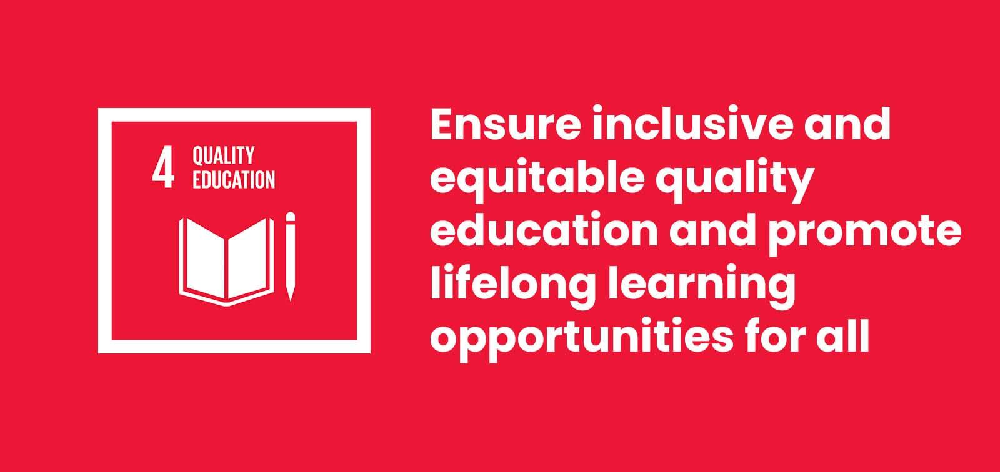 4
QUALITY
EDUCATION
Ensure inclusive and
equitable quality
education and promote
lifelong learning
opportunities for all